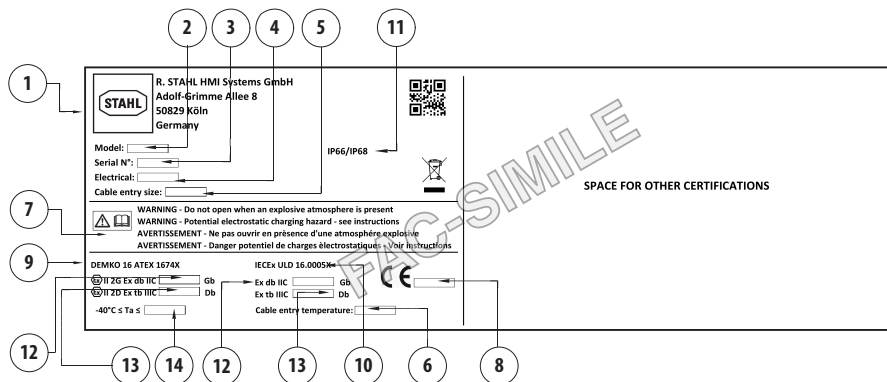 2 3 4 5 11
1
STAHL
R. STAHL HMI Systems GmbH
Adolf-Grimme Allee 8
50829 Köln
Germany
Model:
Serial N°:
Electrical:
Cable entry size:
IP66/IP68
SPACE FOR OTHER CERTIFICATIONS
FAC-SIMILE
7
WARNING - Do not open when an explosive atmosphere is present
WARNING - Potential electrostatic charging hazard - see instructions
AVERTISSEMENT - Ne pas ouvrir en prèsence d'une atmosphére explosive
AVERTISSEMENT - Danger potentiel de charges èlectrostatiques - Voir instructions
9
DEMKO 16 ATEX 1674X
IECEx ULD 16.0005X
Ex II 2G Ex db IIC Gb
Ex db IIC Gb
CE
Ex II 2D Ex tb IIIC Db
Ex tb IIIC Db
-40°C ≤ Ta ≤
Cable entry temperature:
12 13 14 12 13 10 6 8